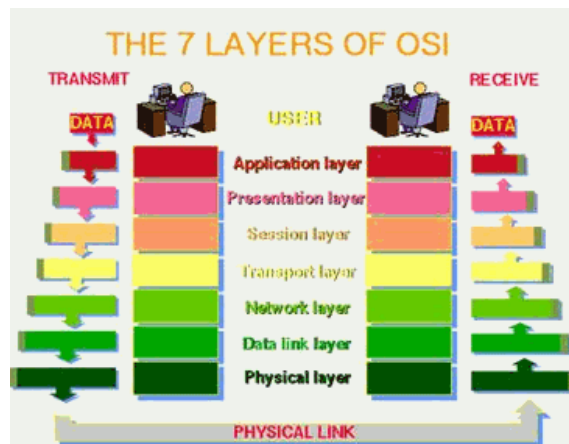 THE 7 LAYERS OF OSI
TRANSMIT
RECEIVE
DATA
USER
DATA
Application layer
Presentation layer
Session layer
Transport layer
Network layer
Data link layer
Physical layer
PHYSICAL LINK